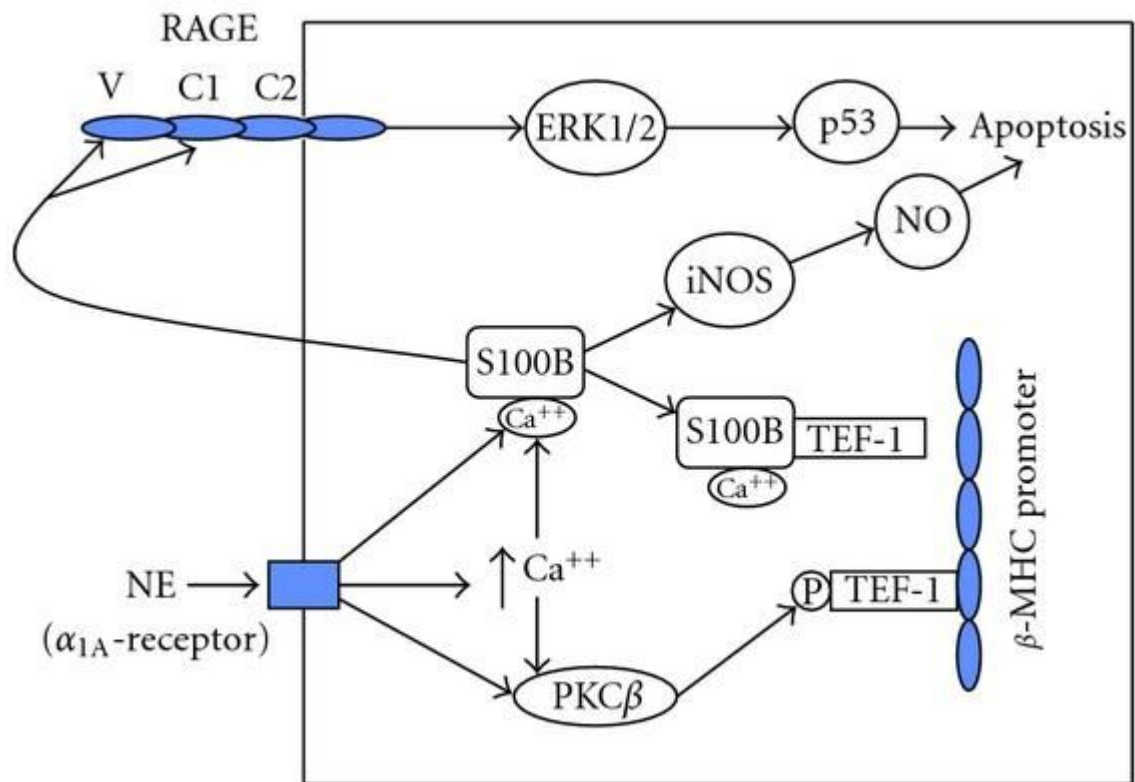 RAGE
V C1 C2
ERK1/2
p53
Apoptosis
NO
iNOS
S100B
Ca⁺⁺
S100B
TEF-1
Ca⁺⁺
β-MHC promoter
Ca⁺⁺
NE
(α₁A-receptor)
P
TEF-1
PKCβ